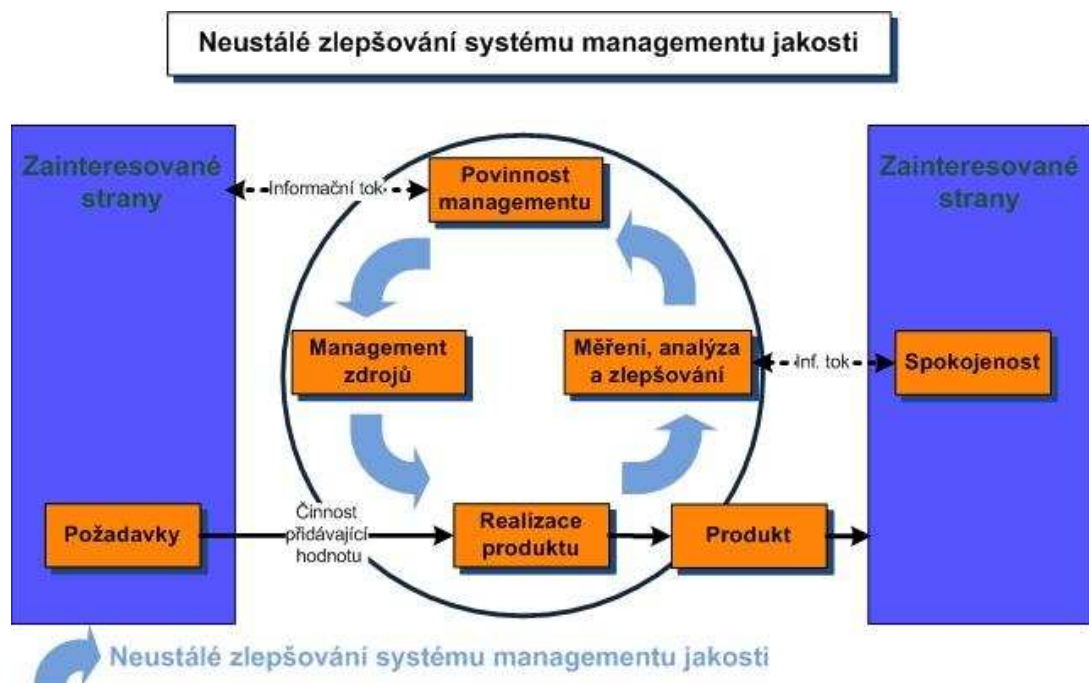 Neustálé zlepšování systému managementu jakosti
Zainteresované
strany
Informační tok
Povinnost
managementu
Zainteresované
strany
Management
zdrojů
Měření, analýza
a zlepšování
Inf. tok
Spokojenost
Požadavky
Činnost
přidávající
hodnotu
Realizace
produktu
Produkt
Neustálé zlepšování systému managementu jakosti